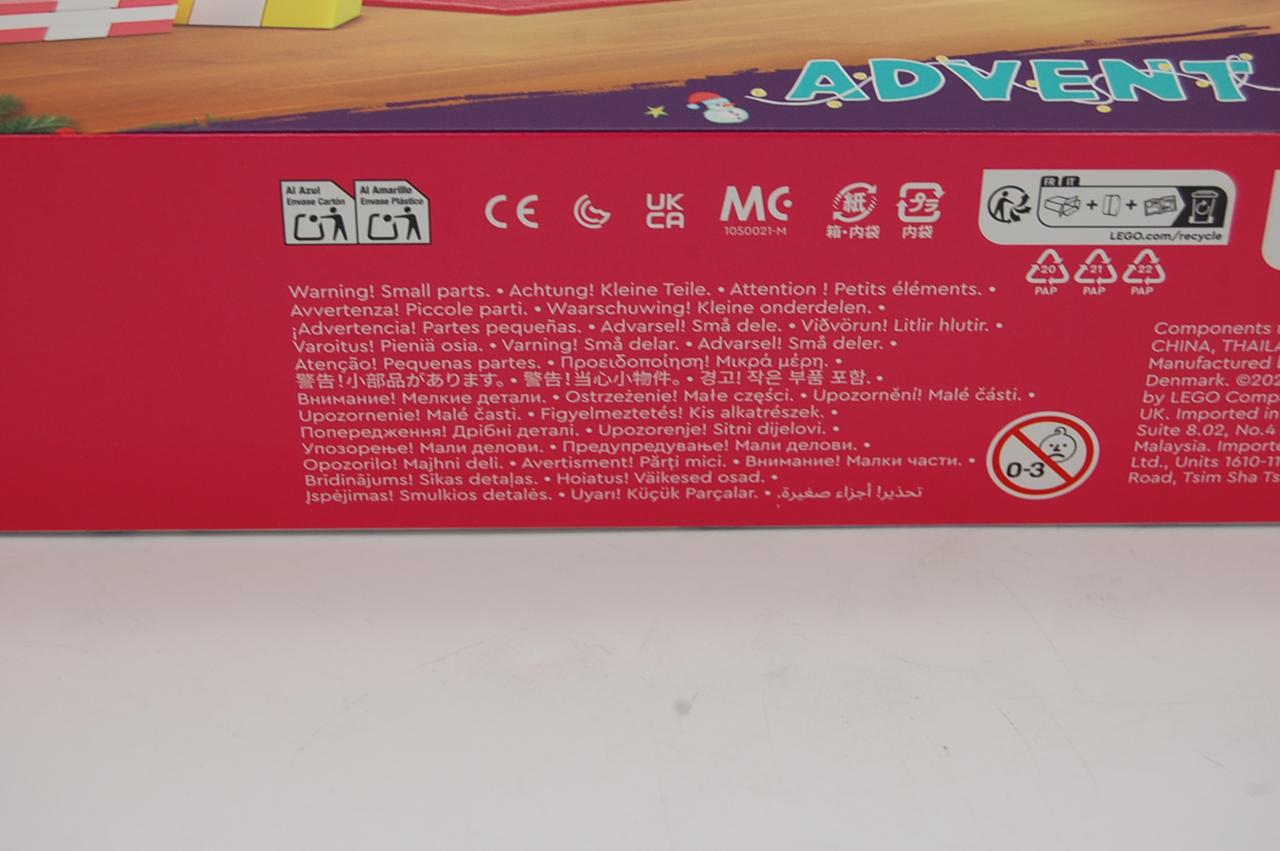 ADVENT
Al Azul
Envase Cartón
Al Amarillo
Envase Plástico
CE
UK
CA
MC
10S0021-M
紙
箱・内袋
プラ
内袋
FR IT
LEGO.com/recycle
20
PAP
21
PAP
22
PAP
Warning! Small parts. • Achtung! Kleine Teile. • Attention ! Petits éléments. •
Avvertenza! Piccole parti. • Waarschuwing! Kleine onderdelen. •
¡Advertencia! Partes pequeñas. • Advarsel! Små dele. • Viðvörun! Litlir hlutir. •
Varoitus! Pieniä osia. • Varning! Små delar. • Advarsel! Små deler. •
Atenção! Pequenas partes. • Προειδοποίηση! Μικρά μέρη. •
警告！小部品があります。• 警告！当心小物件。• 경고! 작은 부품 포함. •
Внимание! Мелкие детали. • Ostrzeżenie! Małe części. • Upozornění! Malé části. •
Upozornenie! Malé časti. • Figyelmeztetés! Kis alkatrészek. •
Попередження! Дрібні деталі. • Upozorenje! Sitni dijelovi. •
Упозорење! Мали делови. • Предупредување! Мали делови. •
Opozorilo! Majhni deli. • Avertisment! Părți mici. • Внимание! Малки части. •
Brīdinājums! Sīkas detaļas. • Hoiatus! Väikesed osad. •
Įspėjimas! Smulkios detalės. • Uyarı! Küçük Parçalar. • تحذير! أجزاء صغيرة.
0-3
Components
CHINA, THAILA
Manufactured
Denmark. ©202
by LEGO Comp
UK. Imported in
Suite 8.02, No.4
Malaysia. Importe
Ltd., Units 1610-11
Road, Tsim Sha Ts